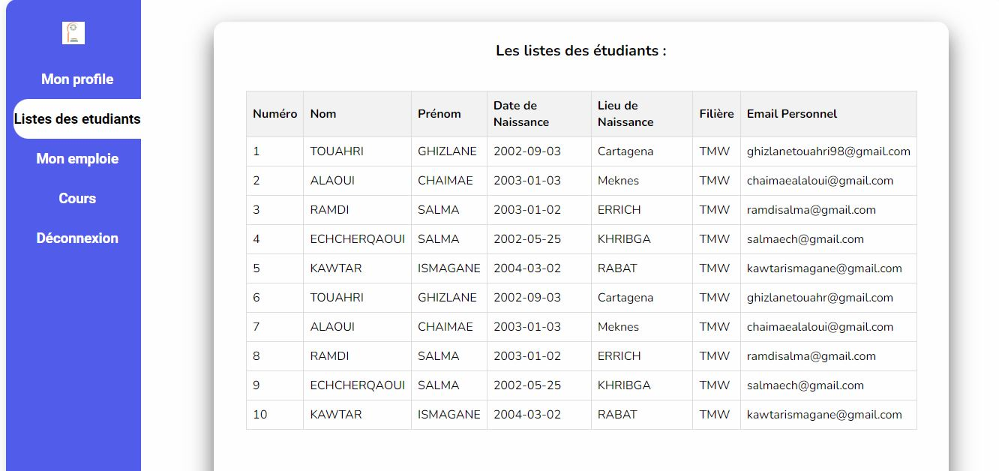 Mon profile
Listes des etudiants
Mon emploie
Cours
Déconnexion
Les listes des étudiants :
Numéro Nom Prénom Date de Naissance Lieu de Naissance Filière Email Personnel
1 TOUAHRI GHIZLANE 2002-09-03 Cartagena TMW ghizlanetouahri98@gmail.com
2 ALAOUI CHAIMAE 2003-01-03 Meknes TMW chaimaealaloui@gmail.com
3 RAMDI SALMA 2003-01-02 ERRICH TMW ramdisalma@gmail.com
4 ECHCHERQAOUI SALMA 2002-05-25 KHRIBGA TMW salmaech@gmail.com
5 KAWTAR ISMAGANE 2004-03-02 RABAT TMW kawtarismagane@gmail.com
6 TOUAHRI GHIZLANE 2002-09-03 Cartagena TMW ghizlanetouahr@gmail.com
7 ALAOUI CHAIMAE 2003-01-03 Meknes TMW chaimaealaloui@gmail.com
8 RAMDI SALMA 2003-01-02 ERRICH TMW ramdisalma@gmail.com
9 ECHCHERQAOUI SALMA 2002-05-25 KHRIBGA TMW salmaech@gmail.com
10 KAWTAR ISMAGANE 2004-03-02 RABAT TMW kawtarismagane@gmail.com